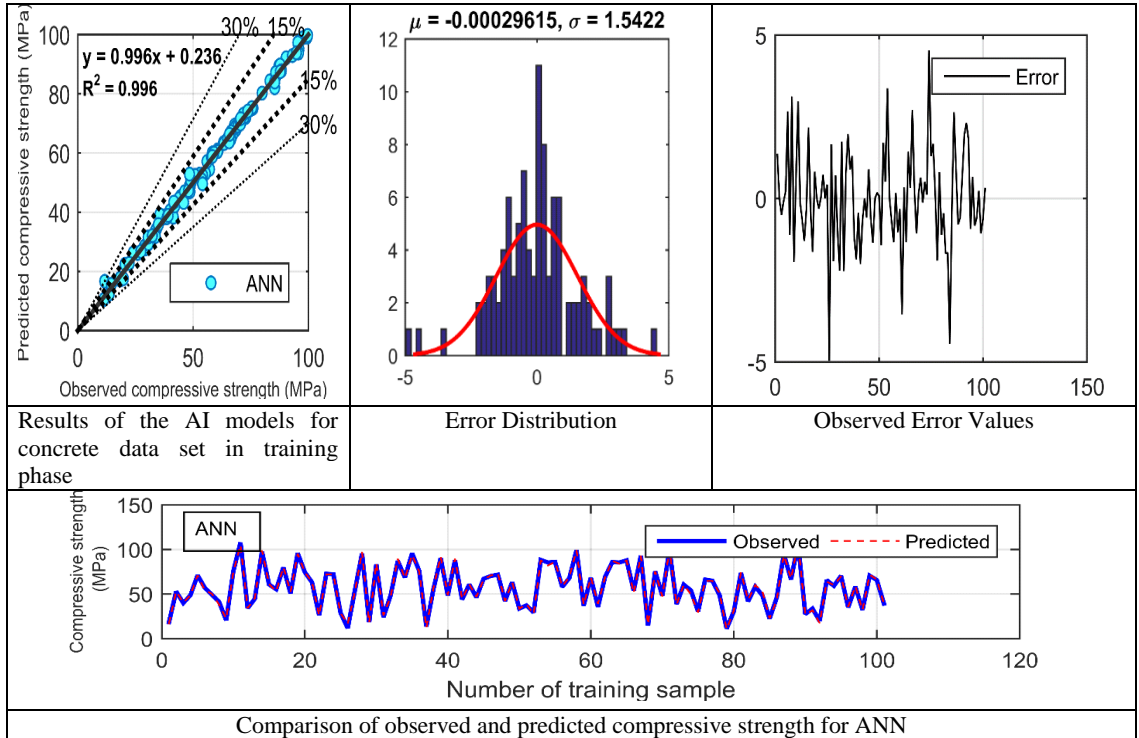 30%
15%
100
80
60
40
20
0
y = 0.996x + 0.236
R² = 0.996
15%
30%
ANN
0
50
100
Predicted compressive strength (MPa)
Observed compressive strength (MPa)
μ = -0.00029615, σ = 1.5422
12
10
8
6
4
2
0
-5
0
5
5
0
-5
Error
0
50
100
150
Results of the AI models for
concrete data set in training
phase
Error Distribution
Observed Error Values
Compressive strength
(MPa)
150
100
50
0
ANN
Observed
Predicted
0
20
40
60
80
100
120
Number of training sample
Comparison of observed and predicted compressive strength for ANN